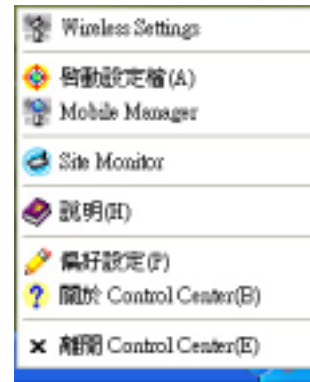 Wireless Settings
啓動設定檔(A)
Mobile Manager
Site Monitor
說明(H)
偏好設定(P)
關於 Control Center(B)
離開 Control Center(E)